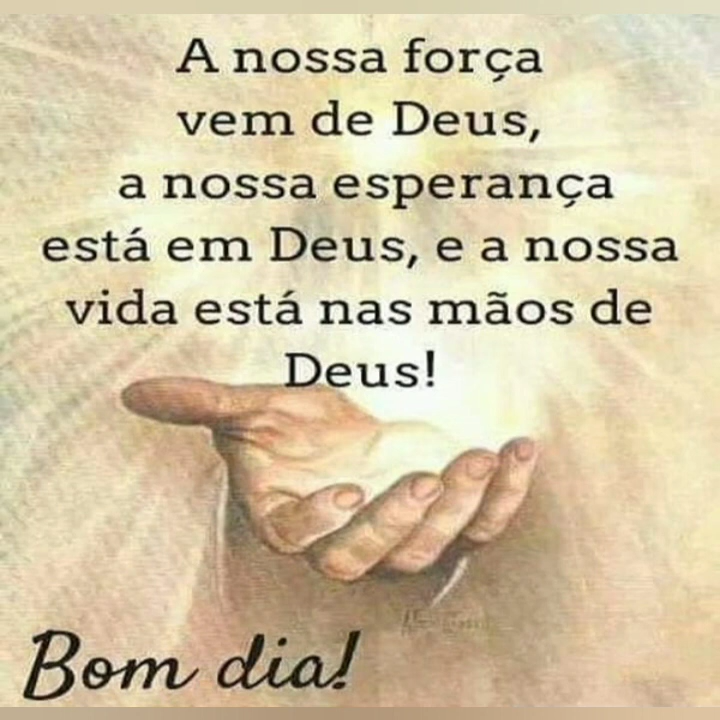 A nossa força
vem de Deus,
a nossa esperança
está em Deus, e a nossa
vida está nas mãos de
Deus!
Bom dia!